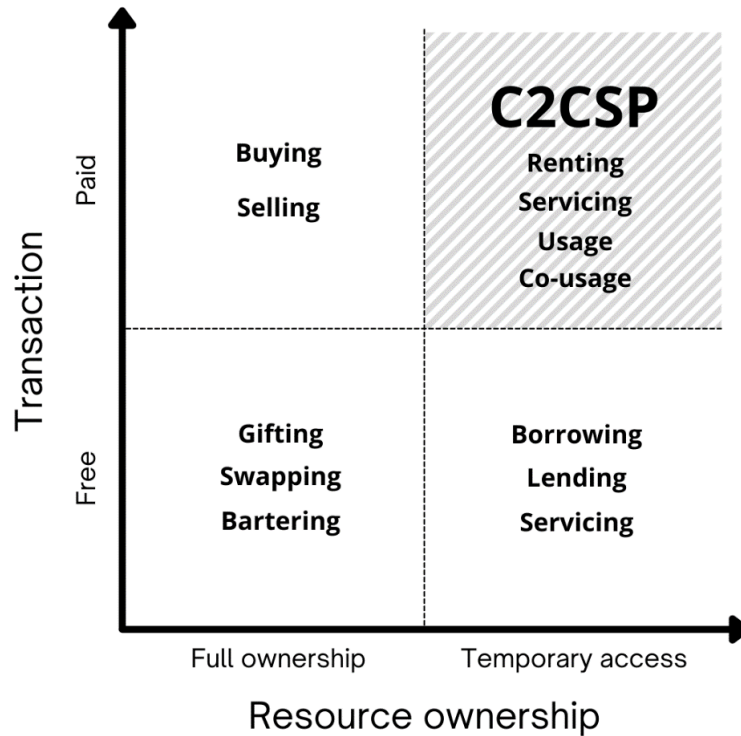 Transaction
Paid
Free
Buying
Selling
C2CSP
Renting
Servicing
Usage
Co-usage
Gifting
Swapping
Bartering
Borrowing
Lending
Servicing
Full ownership
Temporary access
Resource ownership